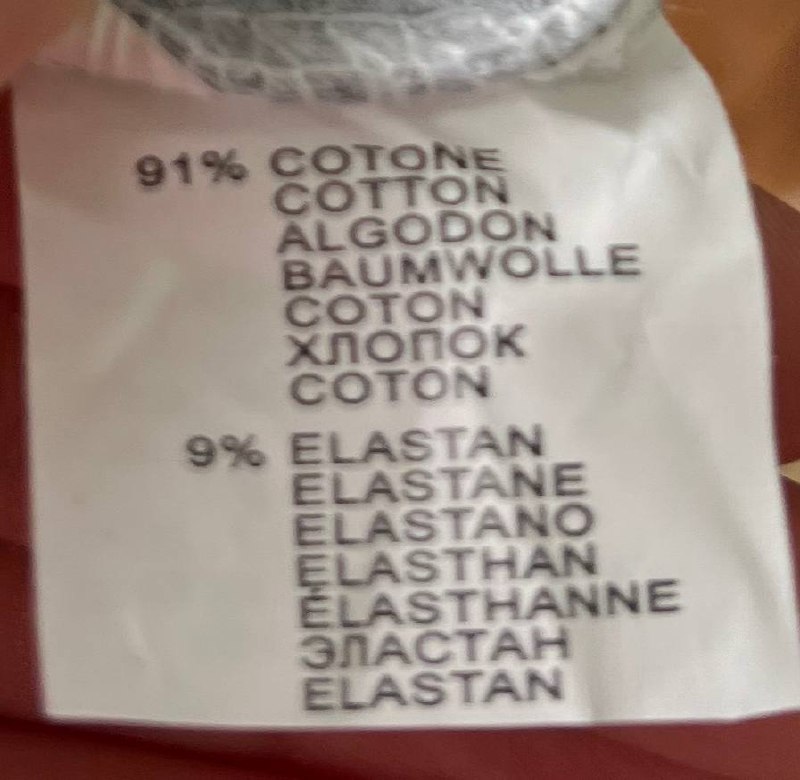 91% COTONE
COTTON
ALGODON
BAUMWOLLE
COTON
ХЛОПОК
COTON
9% ELASTAN
ELASTANE
ELASTANO
ELASTHAN
ÉLASTHANNE
ЭЛАСТАН
ELASTAN